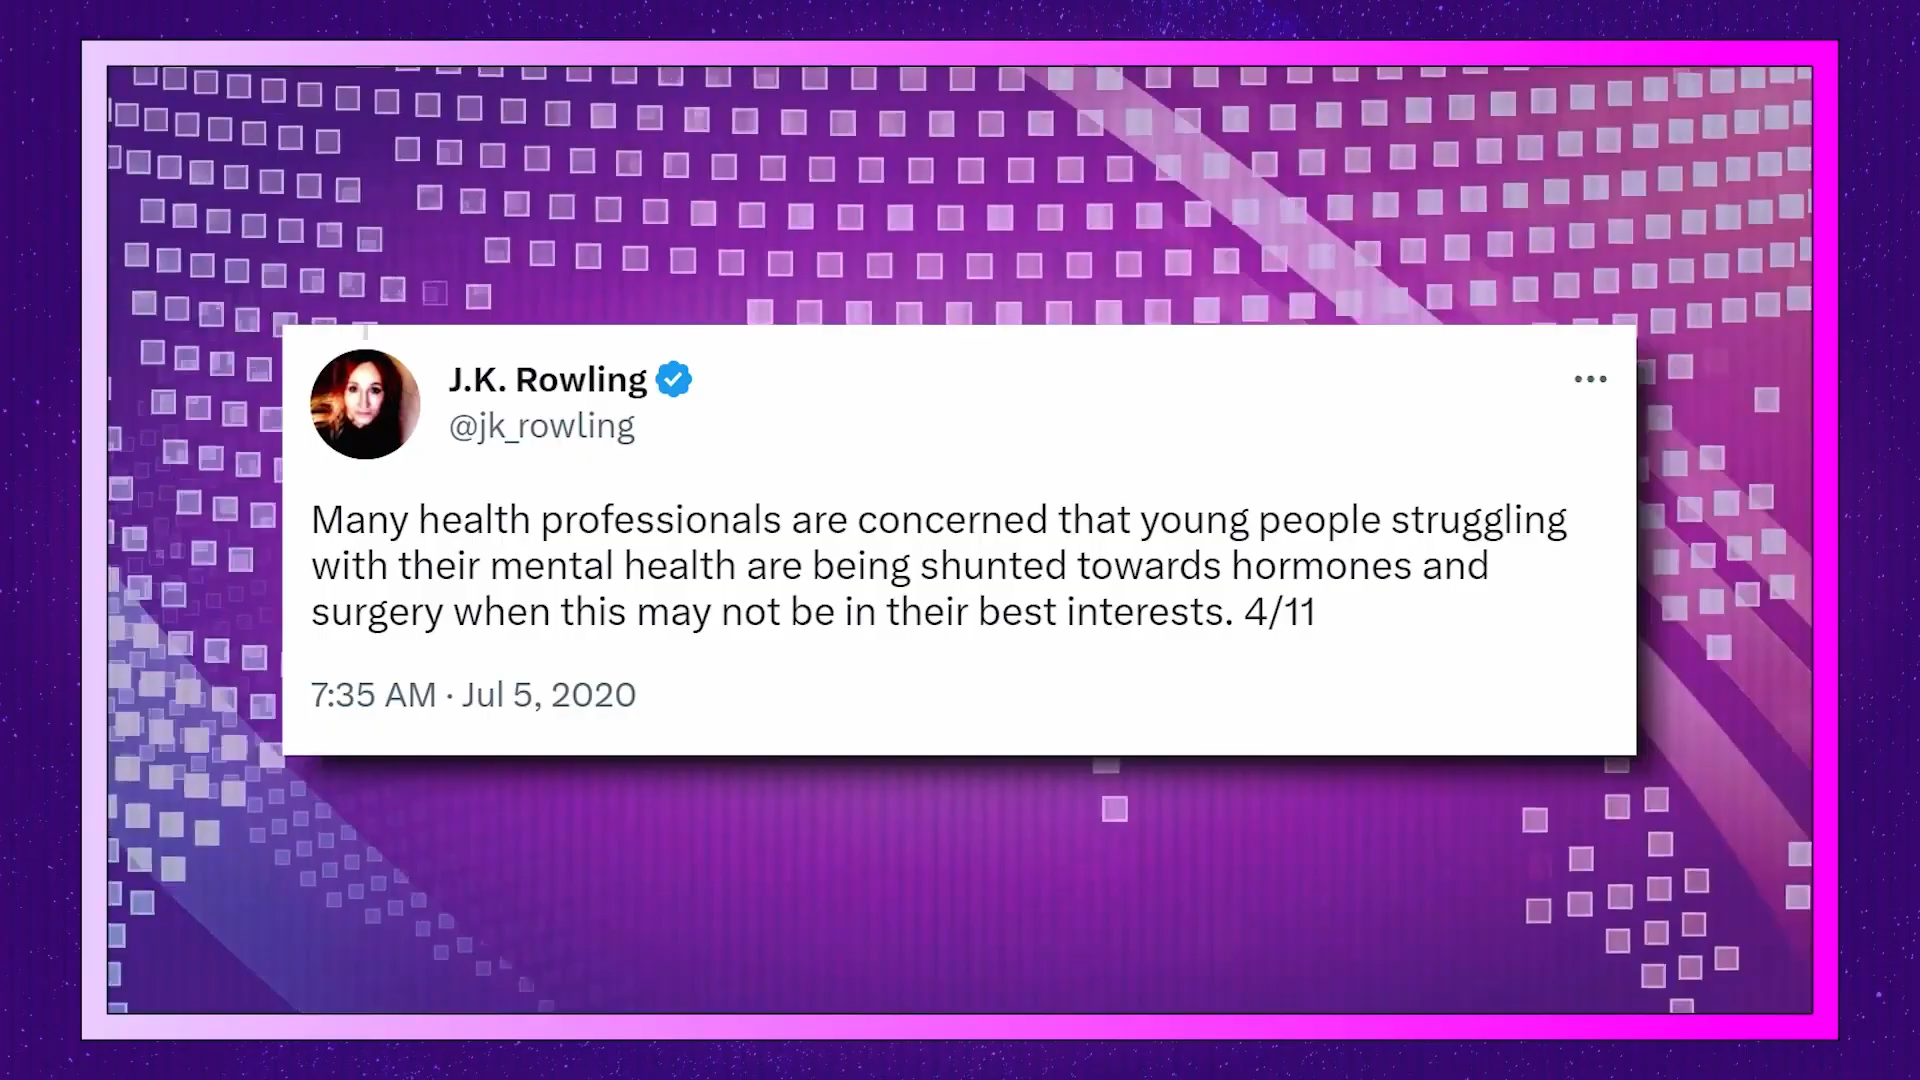 J.K. Rowling
@jk_rowling
Many health professionals are concerned that young people struggling
with their mental health are being shunted towards hormones and
surgery when this may not be in their best interests. 4/11
7:35 AM · Jul 5, 2020